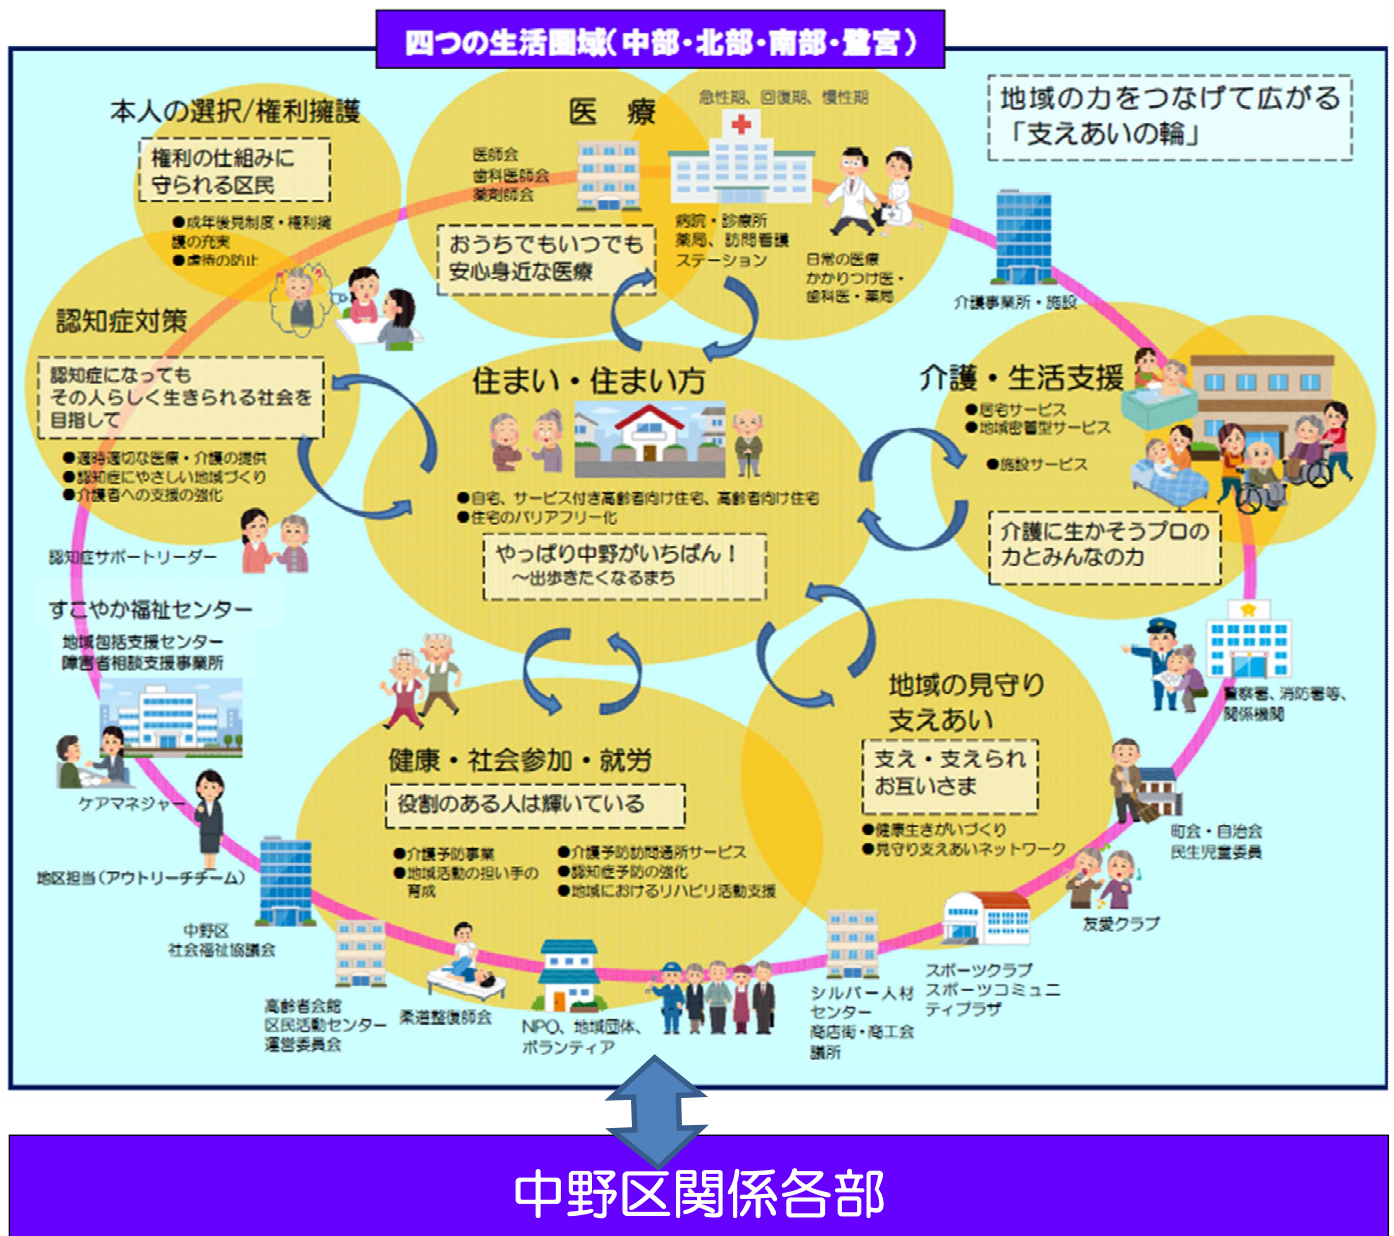 四つの生活圏域(中部・北部・南部・鷺宮)
地域の力をつなげて広がる
「支えあいの輪」
本人の選択/権利擁護
権利の仕組みに
守られる区民
●成年後見制度・権利擁
護の充実
●虐待の防止
医 療
急性期、回復期、慢性期
医師会
歯科医師会
薬剤師会
おうちでもいつでも
安心身近な医療
病院・診療所
薬局、訪問看護
ステーション
日常の医療
かかりつけ医・
歯科医・薬局
介護事業所・施設
認知症対策
認知症になっても
その人らしく生きられる社会を
目指して
●適時適切な医療・介護の提供
●認知症にやさしい地域づくり
●介護者への支援の強化
認知症サポートリーダー
住まい・住まい方
●自宅、サービス付き高齢者向け住宅、高齢者向け住宅
●住宅のバリアフリー化
やっぱり中野がいちばん!
~出歩きたくなるまち
介護・生活支援
●居宅サービス
●地域密着型サービス
●施設サービス
介護に生かそうプロの
力とみんなの力
すこやか福祉センター
地域包括支援センター
障害者相談支援事業所
ケアマネジャー
地区担当(アウトリーチチーム)
健康・社会参加・就労
役割のある人は輝いている
●介護予防事業
●地域活動の担い手の
育成
●介護予防訪問通所サービス
●認知症予防の強化
●地域におけるリハビリ活動支援
地域の見守り
支えあい
支え・支えられ
お互いさま
●健康生きがいづくり
●見守り支えあいネットワーク
警察署、消防署等、
関係機関
町会・自治会
民生児童委員
友愛クラブ
スポーツクラブ
スポーツコミュニ
ティプラザ
シルバー人材
センター
商店街・商工会
議所
NPO、地域団体、
ボランティア
柔道整復師会
高齢者会館
区民活動センター
運営委員会
中野区
社会福祉協議会
中野区関係各部